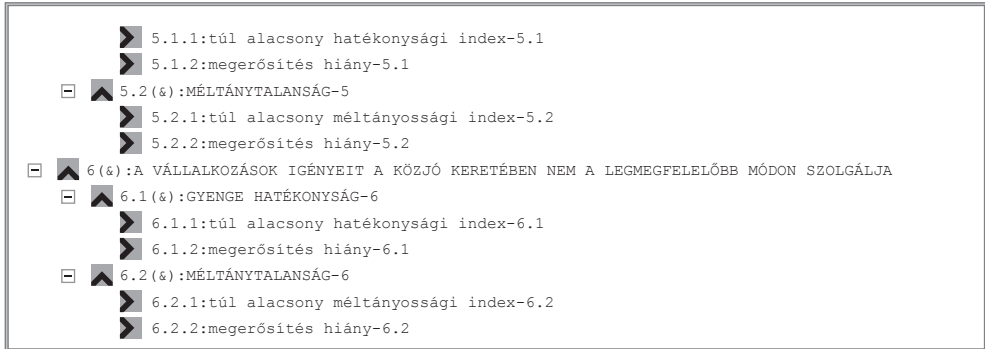 5.1.1:túl alacsony hatékonysági index-5.1
5.1.2:megerősítés hiány-5.1
5.2(&):MÉLTÁNYTALANSÁG-5
5.2.1:túl alacsony méltányossági index-5.2
5.2.2:megerősítés hiány-5.2
6(&):A VÁLLALKOZÁSOK IGÉNYEIT A KÖZJÓ KERETÉBEN NEM A LEGMEGFELELŐBB MÓDON SZOLGÁLJA
6.1(&):GYENGE HATÉKONYSÁG-6
6.1.1:túl alacsony hatékonysági index-6.1
6.1.2:megerősítés hiány-6.1
6.2(&):MÉLTÁNYTALANSÁG-6
6.2.1:túl alacsony méltányossági index-6.2
6.2.2:megerősítés hiány-6.2